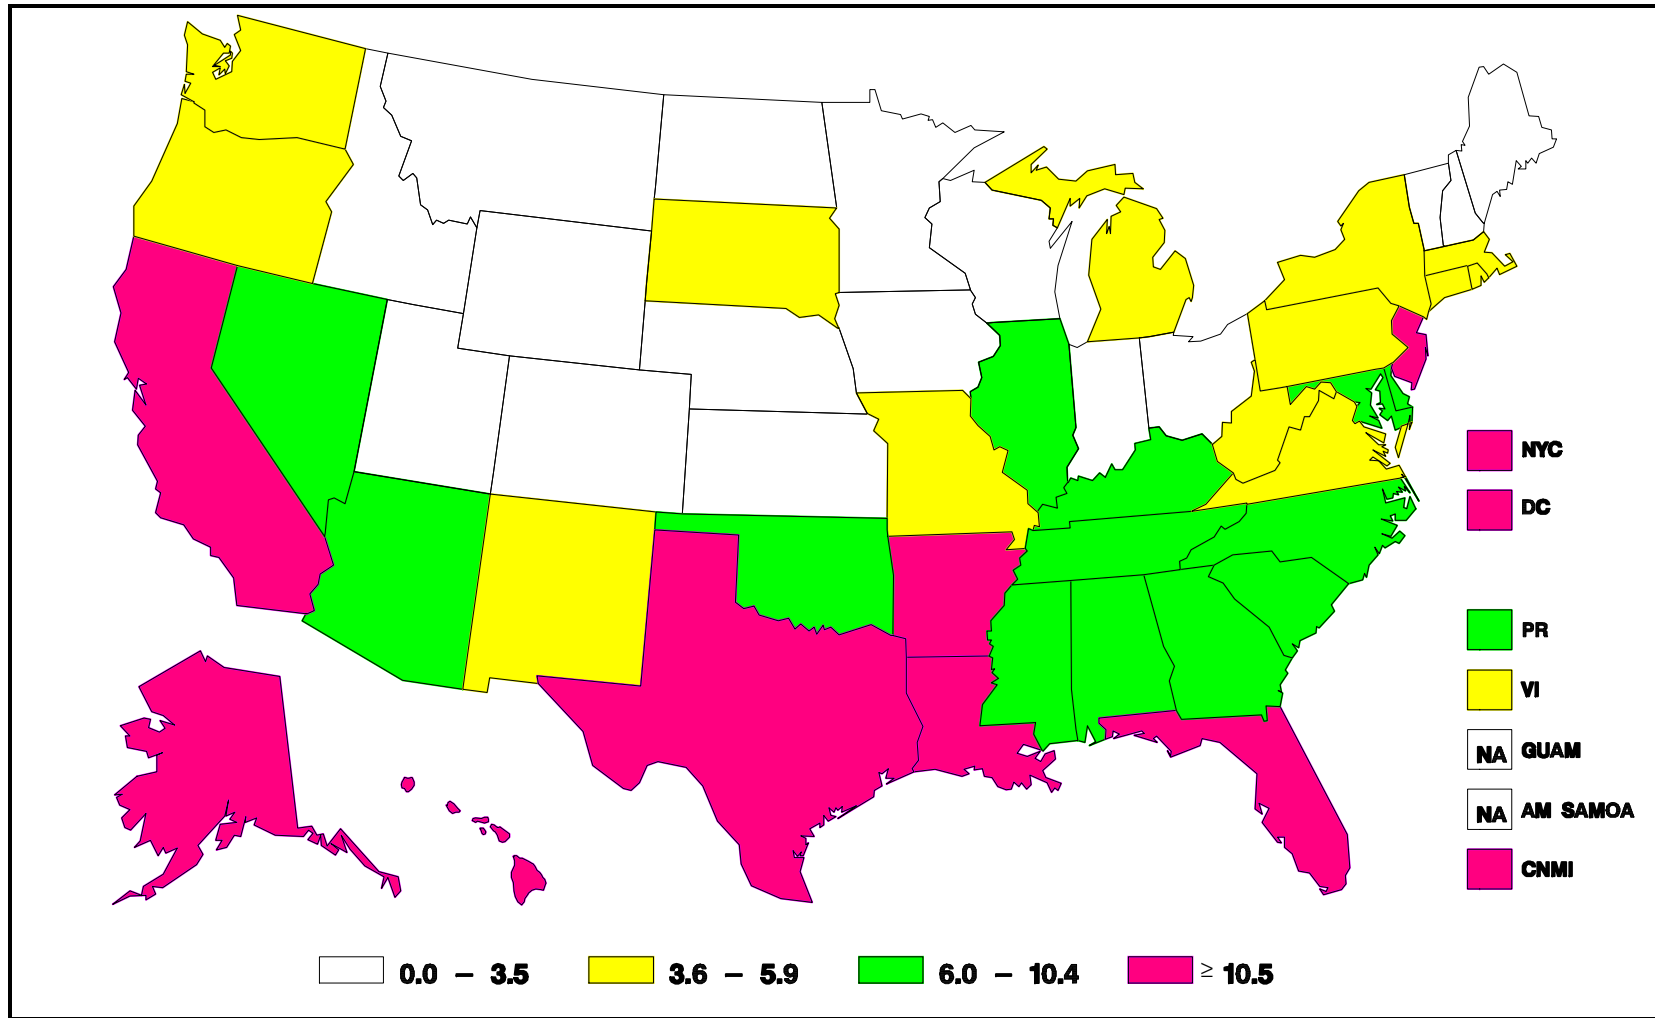 NYC
DC
PR
VI
NA GUAM
NA AM SAMOA
CNMI
0.0 – 3.5 3.6 – 5.9 6.0 – 10.4 ≥ 10.5